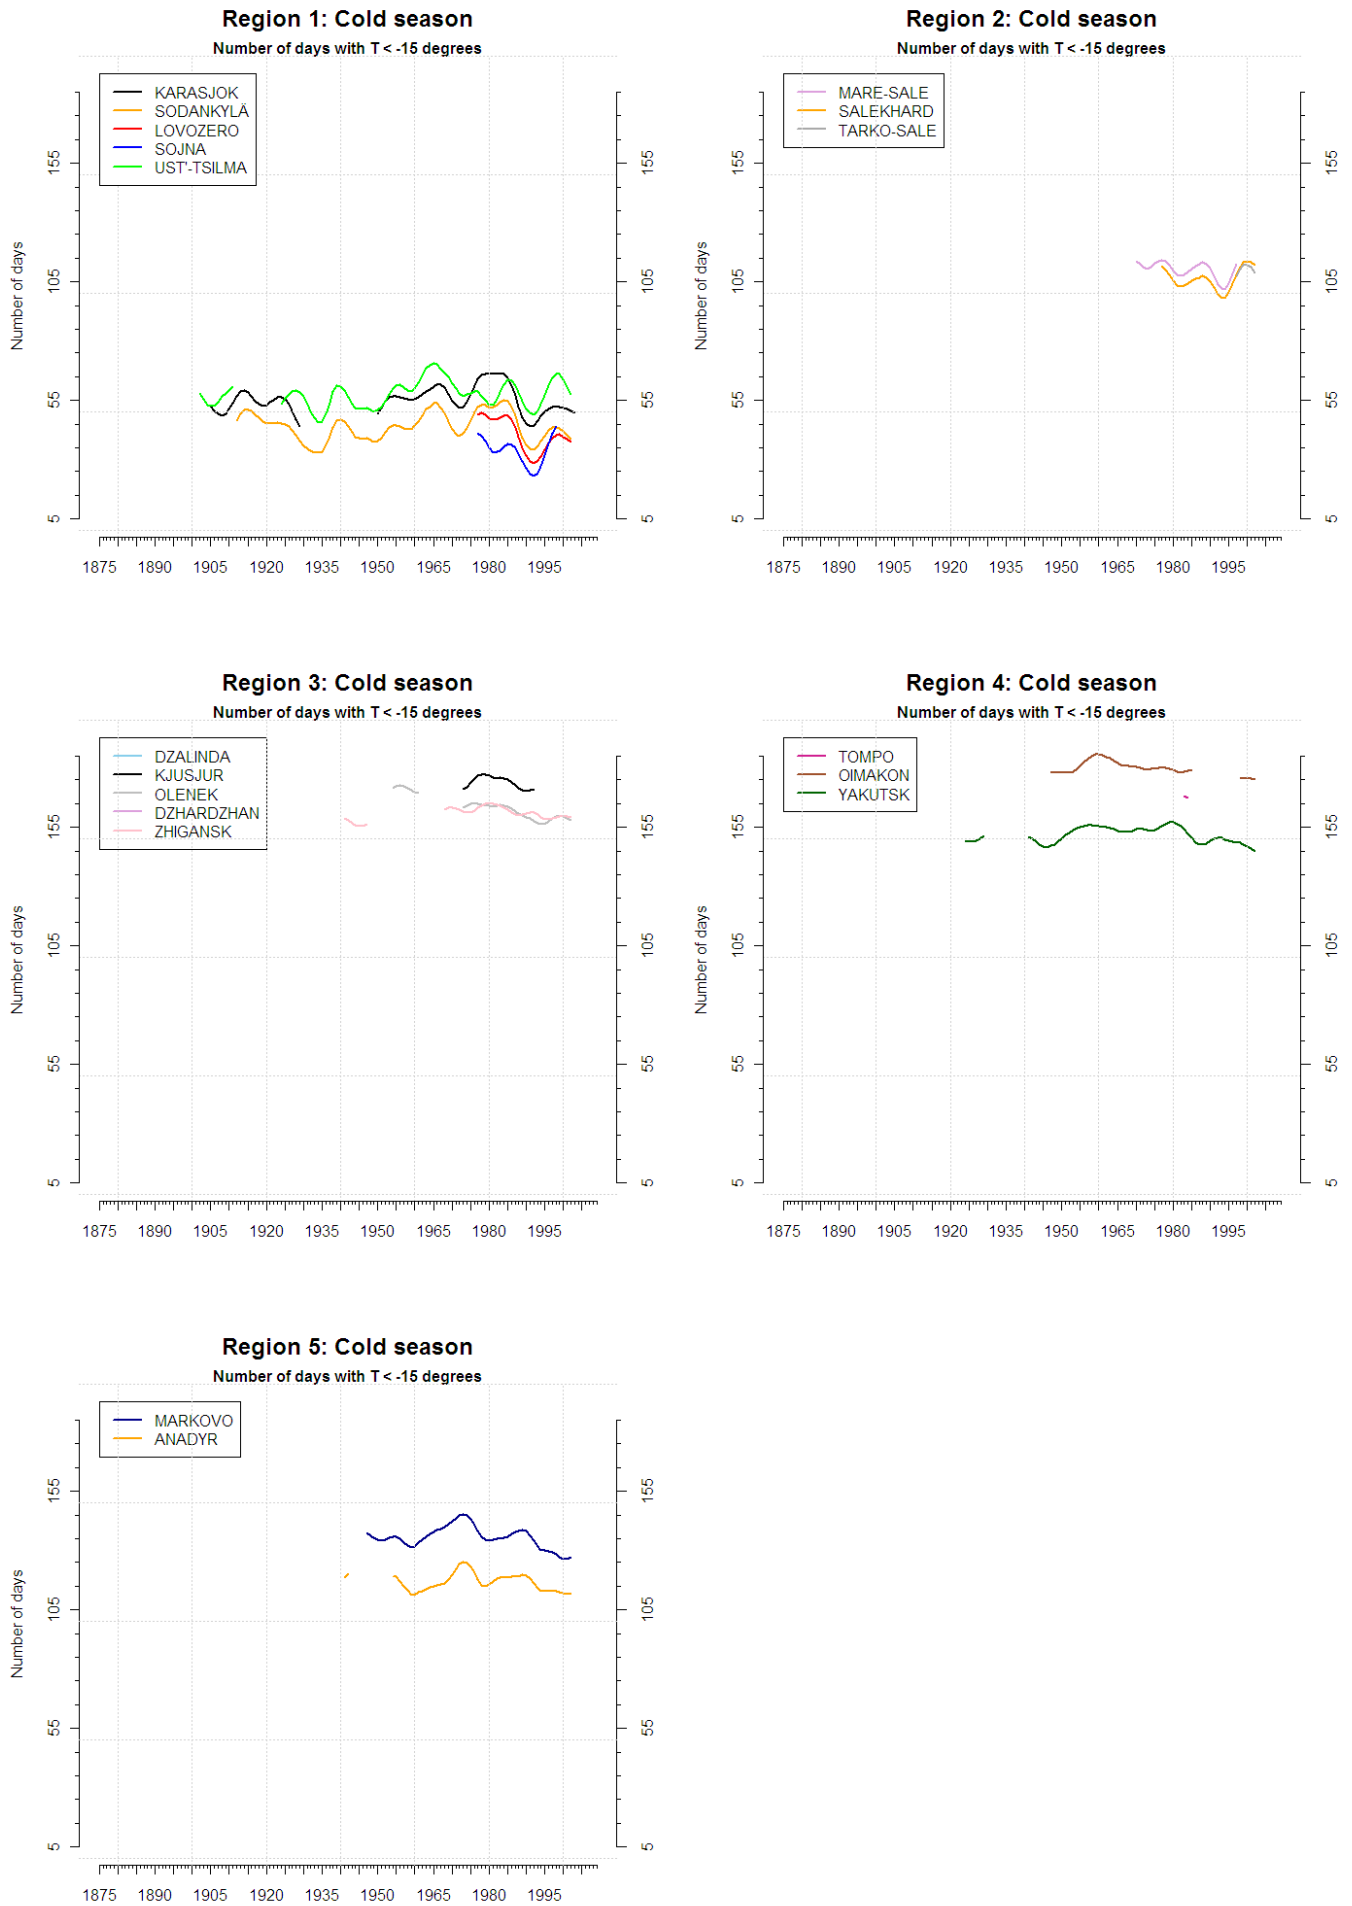 Region 1: Cold season
Number of days with T < -15 degrees
KARASJOK
SODANKYLÄ
LOVOZERO
SOJNA
UST'-TSILMA
Number of days
5 55 105 155
5 55 105 155
1875 1890 1905 1920 1935 1950 1965 1980 1995
Region 2: Cold season
Number of days with T < -15 degrees
MARE-SALE
SALEKHARD
TARKO-SALE
Number of days
5 55 105 155
5 55 105 155
1875 1890 1905 1920 1935 1950 1965 1980 1995
Region 3: Cold season
Number of days with T < -15 degrees
DZALINDA
KJUSJUR
OLENEK
DZHARDZHAN
ZHIGANSK
Number of days
5 55 105 155
5 55 105 155
1875 1890 1905 1920 1935 1950 1965 1980 1995
Region 4: Cold season
Number of days with T < -15 degrees
TOMPO
OIMAKON
YAKUTSK
Number of days
5 55 105 155
5 55 105 155
1875 1890 1905 1920 1935 1950 1965 1980 1995
Region 5: Cold season
Number of days with T < -15 degrees
MARKOVO
ANADYR
Number of days
5 55 105 155
5 55 105 155
1875 1890 1905 1920 1935 1950 1965 1980 1995